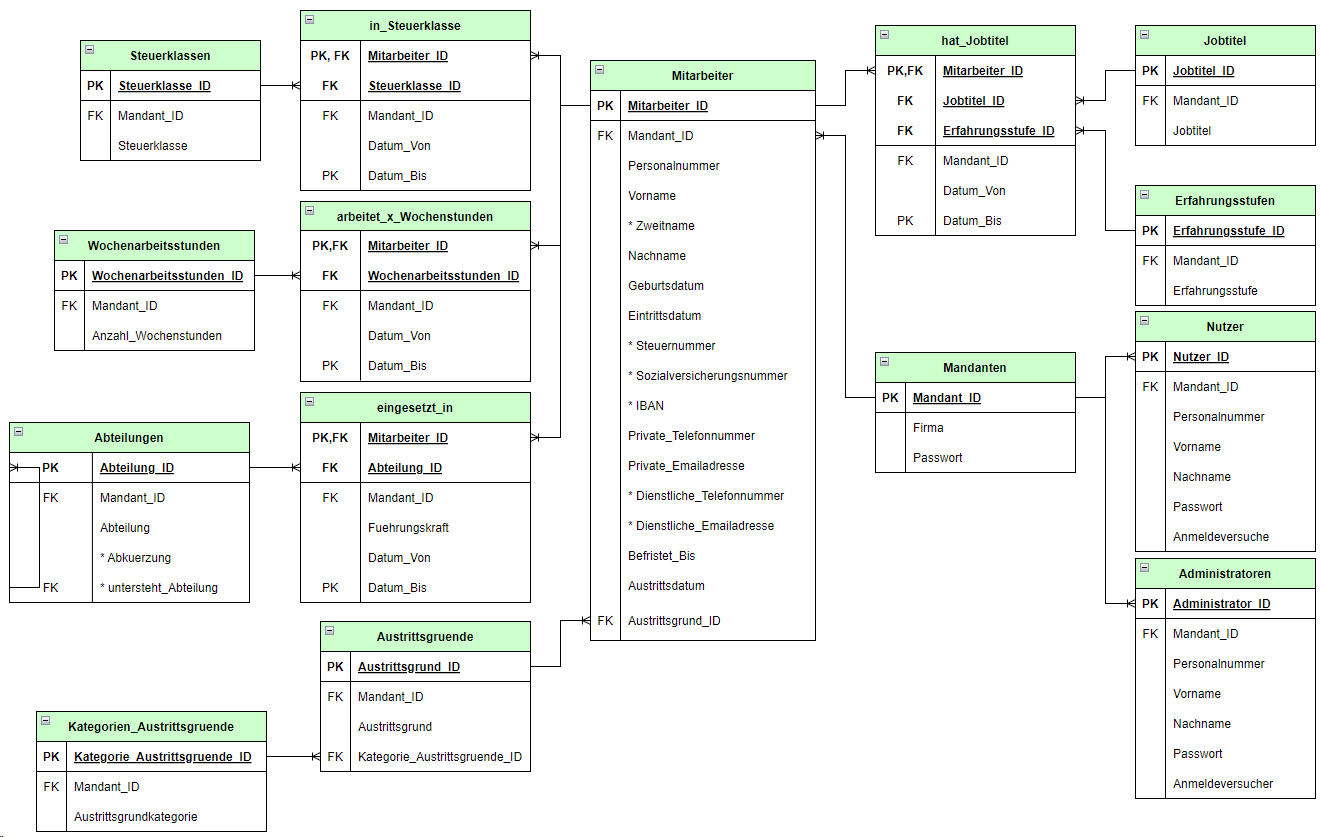 Steuerklassen
PK Steuerklasse_ID
FK Mandant_ID
Steuerklasse
in_Steuerklasse
PK, FK Mitarbeiter_ID
FK Steuerklasse_ID
FK Mandant_ID
Datum_Von
PK Datum_Bis
Wochenarbeitsstunden
PK Wochenarbeitsstunden_ID
FK Mandant_ID
Anzahl_Wochenstunden
arbeitet_x_Wochenstunden
PK,FK Mitarbeiter_ID
FK Wochenarbeitsstunden_ID
FK Mandant_ID
Datum_Von
PK Datum_Bis
Abteilungen
PK Abteilung_ID
FK Mandant_ID
Abteilung
* Abkuerzung
FK * untersteht_Abteilung
eingesetzt_in
PK,FK Mitarbeiter_ID
FK Abteilung_ID
FK Mandant_ID
Fuehrungskraft
Datum_Von
PK Datum_Bis
Kategorien_Austrittsgruende
PK Kategorie_Austrittsgruende_ID
FK Mandant_ID
Austrittsgrundkategorie
Austrittsgruende
PK Austrittsgrund_ID
FK Mandant_ID
Austrittsgrund
FK Kategorie_Austrittsgruende_ID
Mitarbeiter
PK Mitarbeiter_ID
FK Mandant_ID
Personalnummer
Vorname
* Zweitname
Nachname
Geburtsdatum
Eintrittsdatum
* Steuernummer
* Sozialversicherungsnummer
* IBAN
Private_Telefonnummer
Private_Emailadresse
* Dienstliche_Telefonnummer
* Dienstliche_Emailadresse
Befristet_Bis
Austrittsdatum
FK Austrittsgrund_ID
hat_Jobtitel
PK,FK Mitarbeiter_ID
FK Jobtitel_ID
FK Erfahrungsstufe_ID
FK Mandant_ID
Datum_Von
PK Datum_Bis
Mandanten
PK Mandant_ID
Firma
Passwort
Jobtitel
PK Jobtitel_ID
FK Mandant_ID
Jobtitel
Erfahrungsstufen
PK Erfahrungsstufe_ID
FK Mandant_ID
Erfahrungsstufe
Nutzer
PK Nutzer_ID
FK Mandant_ID
Personalnummer
Vorname
Nachname
Passwort
Anmeldeversuche
Administratoren
PK Administrator_ID
FK Mandant_ID
Personalnummer
Vorname
Nachname
Passwort
Anmeldeversucher